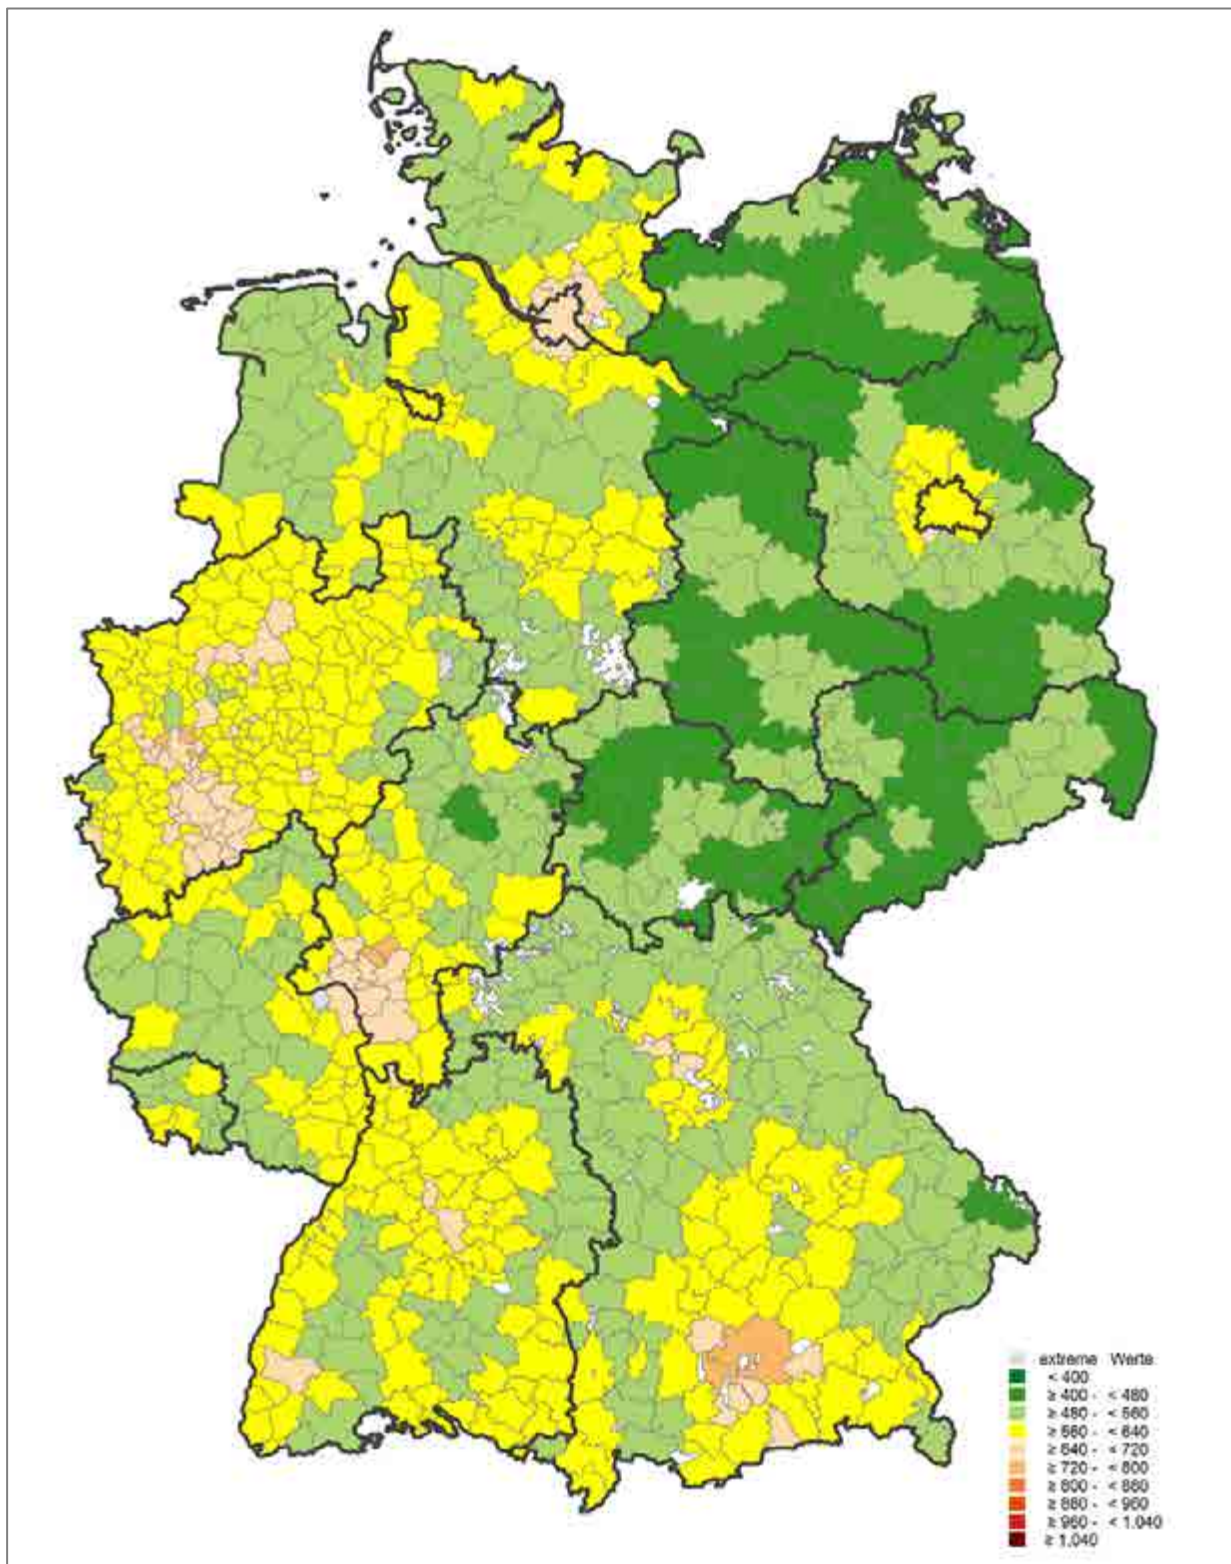 extreme Werte
< 400
≥ 400 - < 480
≥ 480 - < 560
≥ 560 - < 640
≥ 640 - < 720
≥ 720 - < 800
≥ 800 - < 880
≥ 880 - < 960
≥ 960 - < 1.040
≥ 1.040